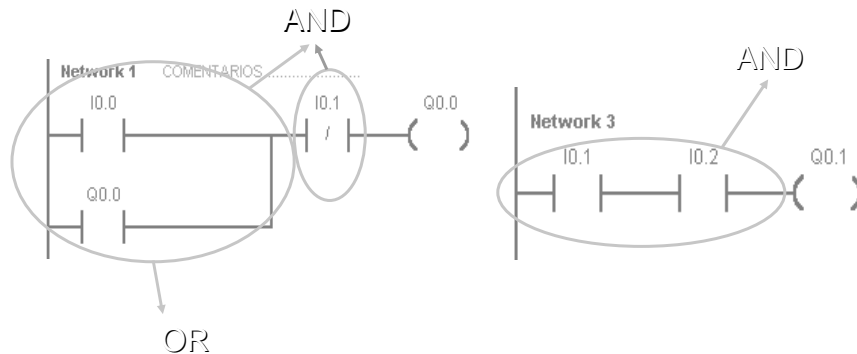 AND
Network 1 COMENTARIOS
I0.0
I0.1
Q0.0
/
Q0.0
OR
AND
Network 3
I0.1
I0.2
Q0.1